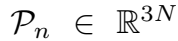 𝒫ₙ ∈ ℝ³ᴺ